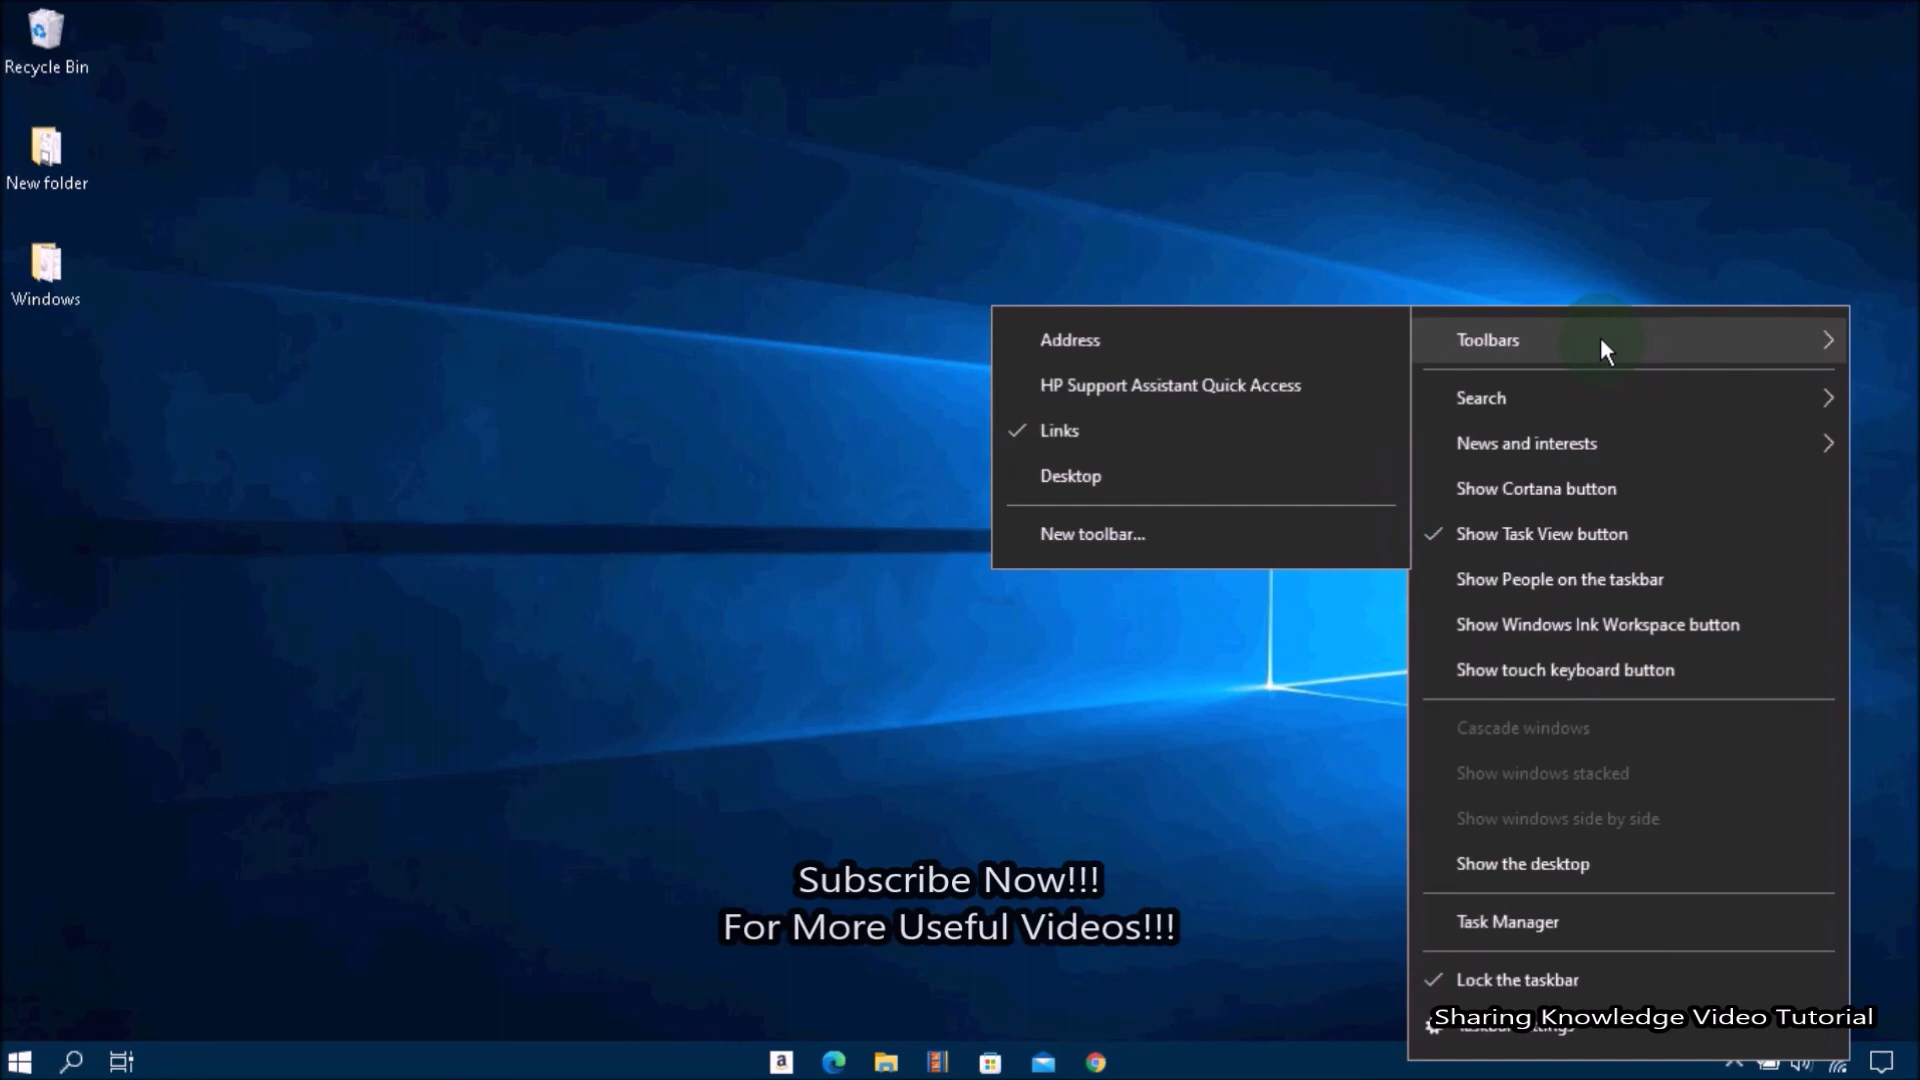 Recycle Bin
New folder
Windows
Address
HP Support Assistant Quick Access
Links
Desktop
New toolbar...
Toolbars
Search
News and interests
Show Cortana button
Show Task View button
Show People on the taskbar
Show Windows Ink Workspace button
Show touch keyboard button
Cascade windows
Show windows stacked
Show windows side by side
Show the desktop
Task Manager
Lock the taskbar
Sharing Knowledge Video Tutorial
Subscribe Now!!!
For More Useful Videos!!!
a